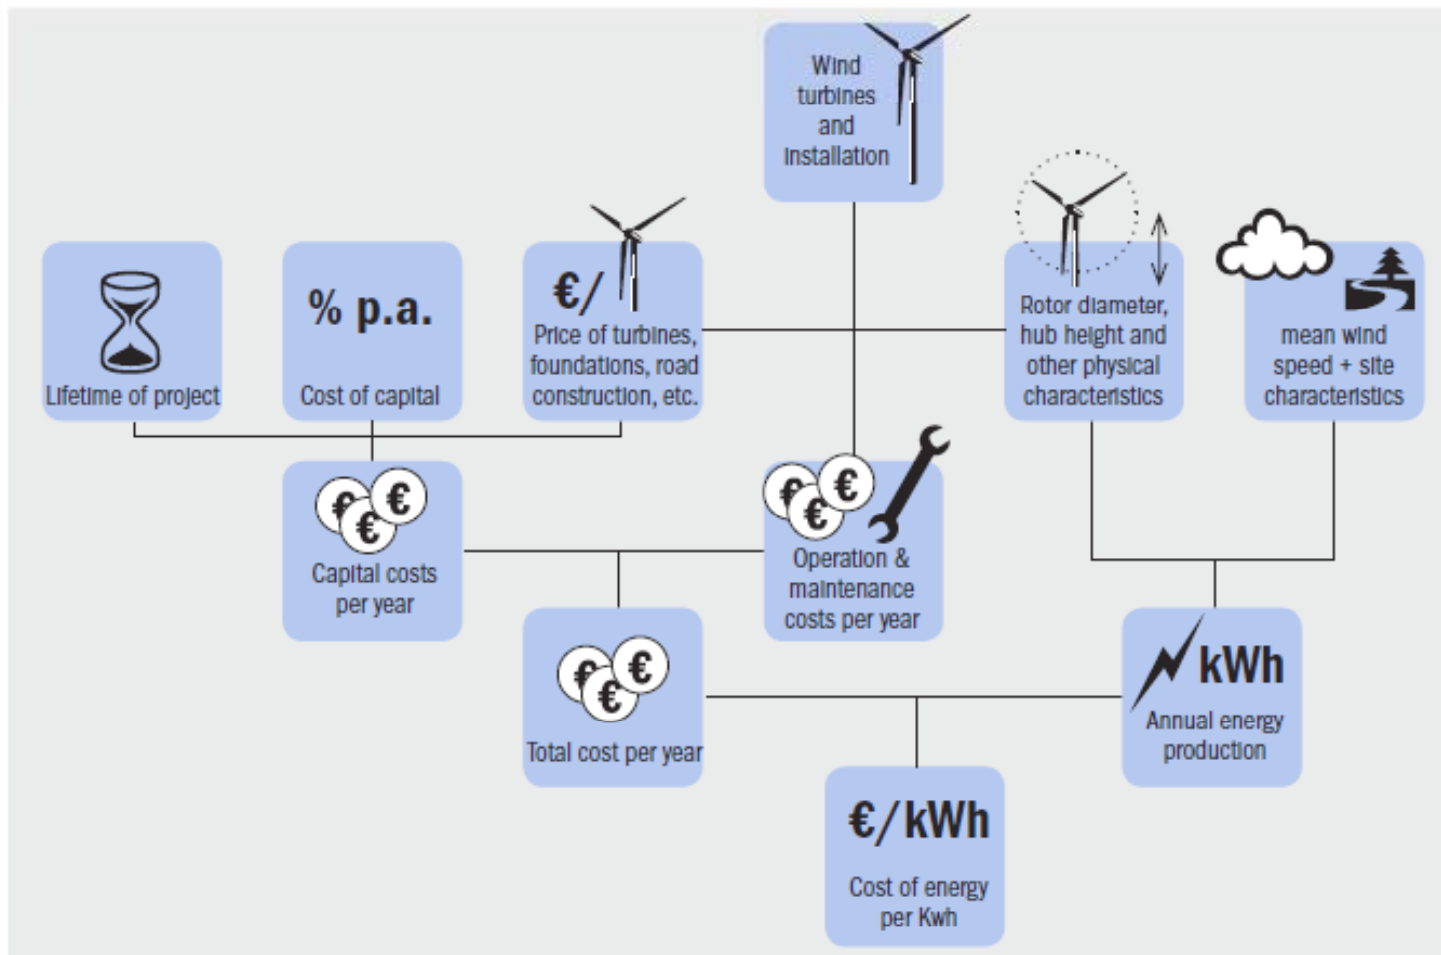 Wind
turbines
and
installation
Lifetime of project
% p.a.
Cost of capital
€/
Price of turbines,
foundations, road
construction, etc.
Rotor diameter,
hub height and
other physical
characteristics
mean wind
speed + site
characteristics
€ € €
Capital costs
per year
€ € €
Operation &
maintenance
costs per year
€ € €
Total cost per year
kWh
Annual energy
production
€/kWh
Cost of energy
per Kwh